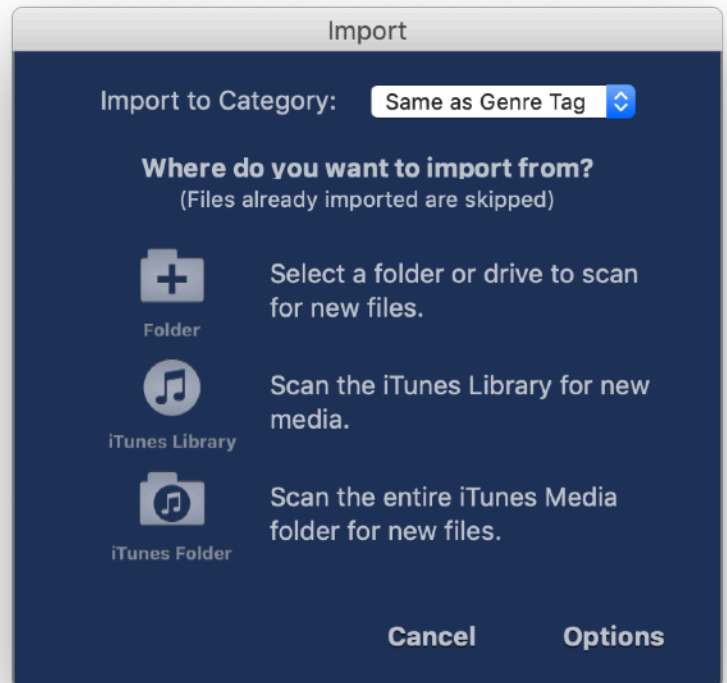 Import
Import to Category:
Same as Genre Tag
Where do you want to import from?
(Files already imported are skipped)
Folder
Select a folder or drive to scan
for new files.
iTunes Library
Scan the iTunes Library for new
media.
iTunes Folder
Scan the entire iTunes Media
folder for new files.
Cancel
Options